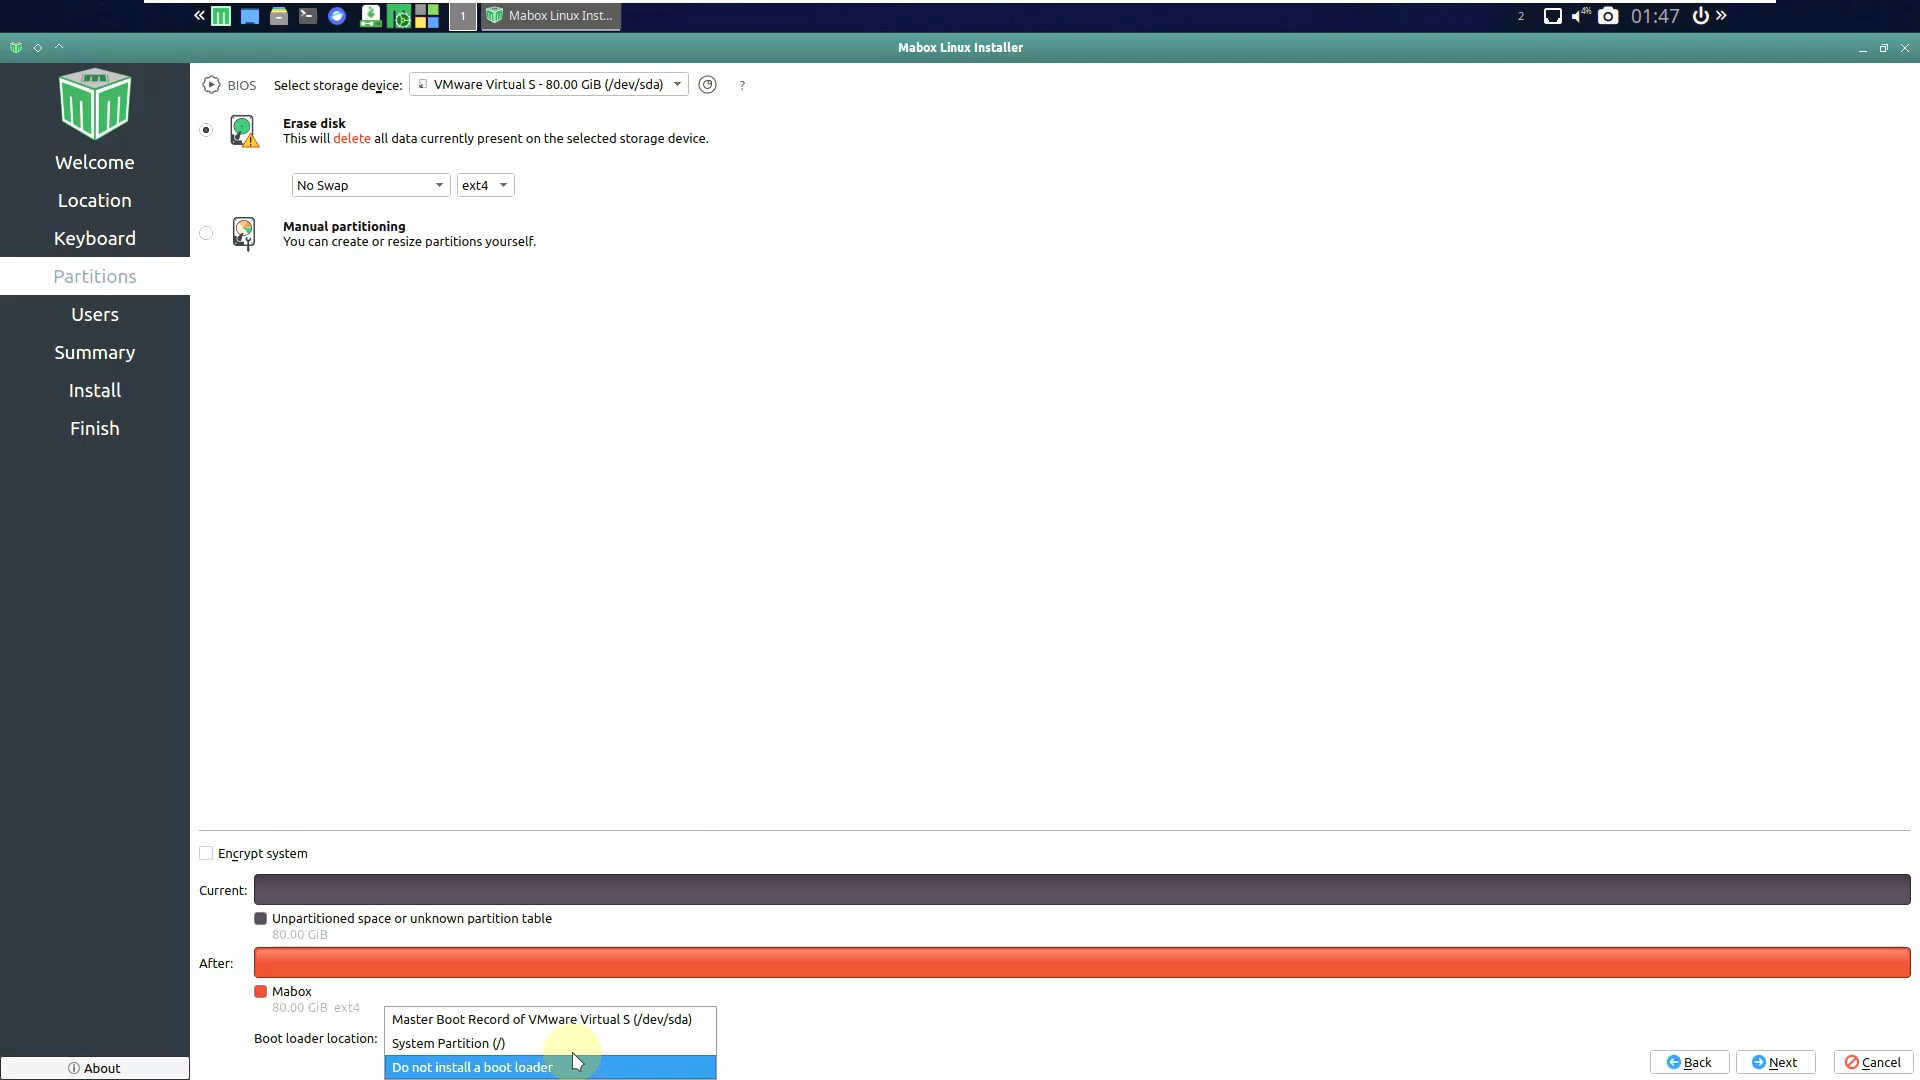 1
Mabox Linux Inst...
2
4%
01:47
Mabox Linux Installer
BIOS
Select storage device:
VMware Virtual S - 80.00 GiB (/dev/sda)
?
Erase disk
This will delete all data currently present on the selected storage device.
No Swap
ext4
Manual partitioning
You can create or resize partitions yourself.
Welcome
Location
Keyboard
Partitions
Users
Summary
Install
Finish
Encrypt system
Current:
Unpartitioned space or unknown partition table
80.00 GiB
After:
Mabox
80.00 GiB ext4
Boot loader location:
Master Boot Record of VMware Virtual S (/dev/sda)
System Partition (/)
Do not install a boot loader
About
Back
Next
Cancel